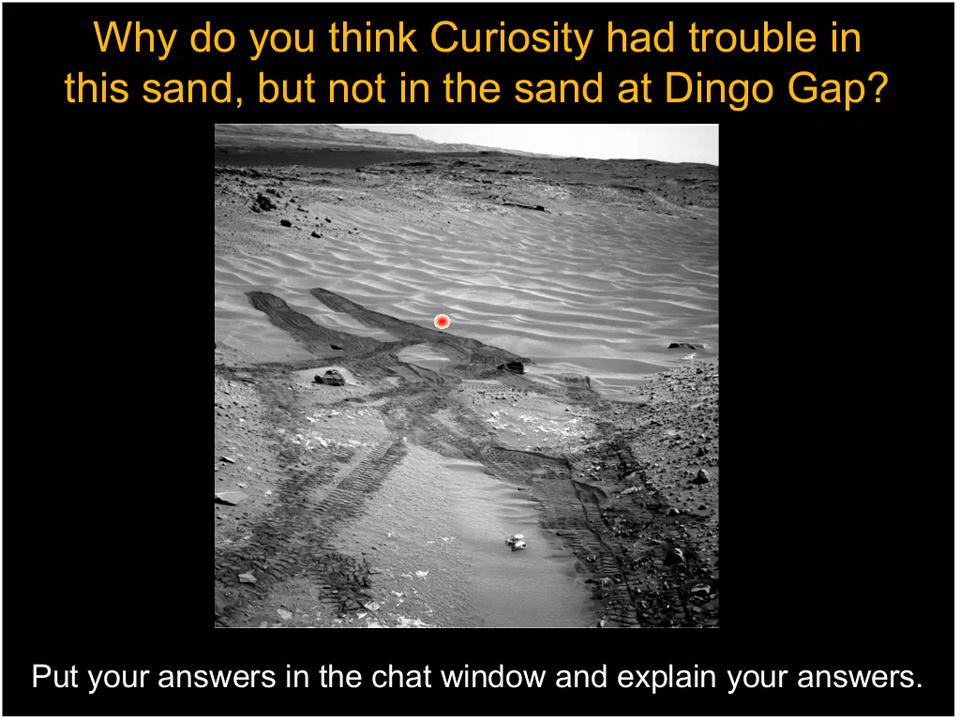 Why do you think Curiosity had trouble in
this sand, but not in the sand at Dingo Gap?
Put your answers in the chat window and explain your answers.